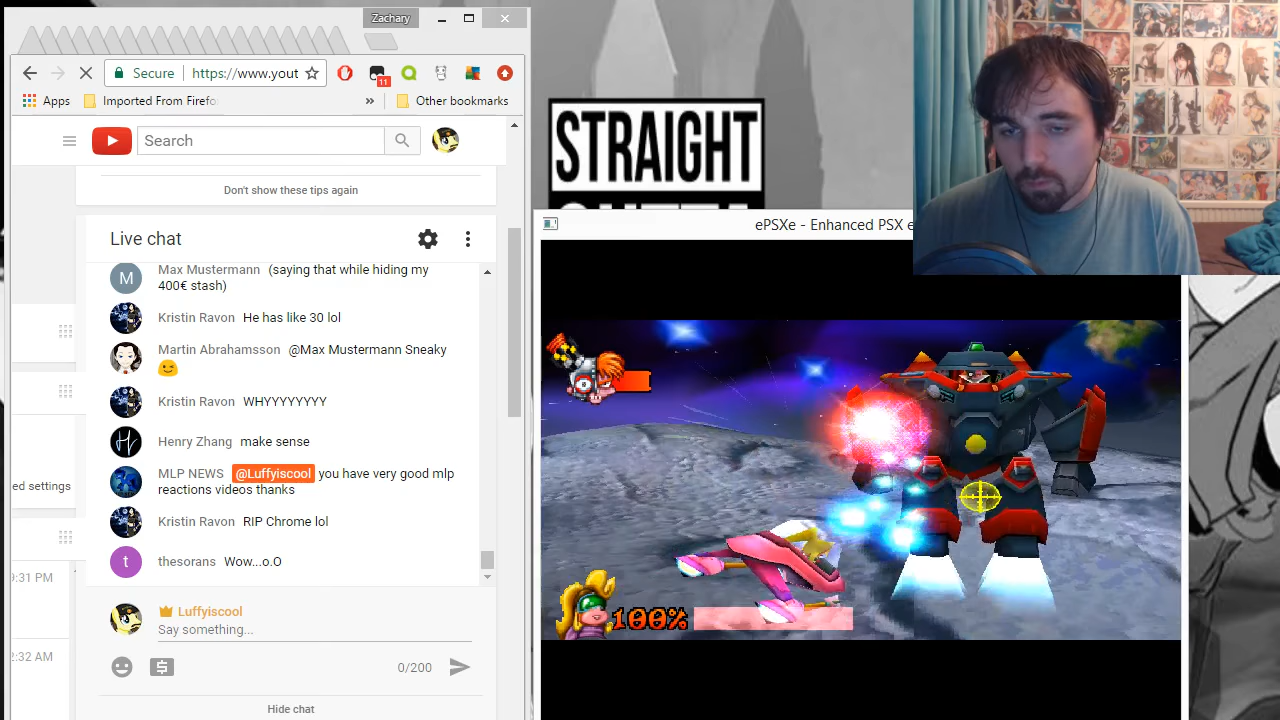 Zachary
Secure https://www.yout
11
Apps Imported From Firefo » Other bookmarks
Search
Don't show these tips again
Live chat
M Max Mustermann (saying that while hiding my
400€ stash)
Kristin Ravon He has like 30 lol
Martin Abrahamsson @Max Mustermann Sneaky
Kristin Ravon WHYYYYYYY
Henry Zhang make sense
MLP NEWS @Luffyiscool you have very good mlp
reactions videos thanks
Kristin Ravon RIP Chrome lol
t thesorans Wow...o.O
Luffyiscool
Say something...
0/200
Hide chat
ed settings
9:31 PM
2:32 AM
STRAIGHT
ePSXe - Enhanced PSX e
100%